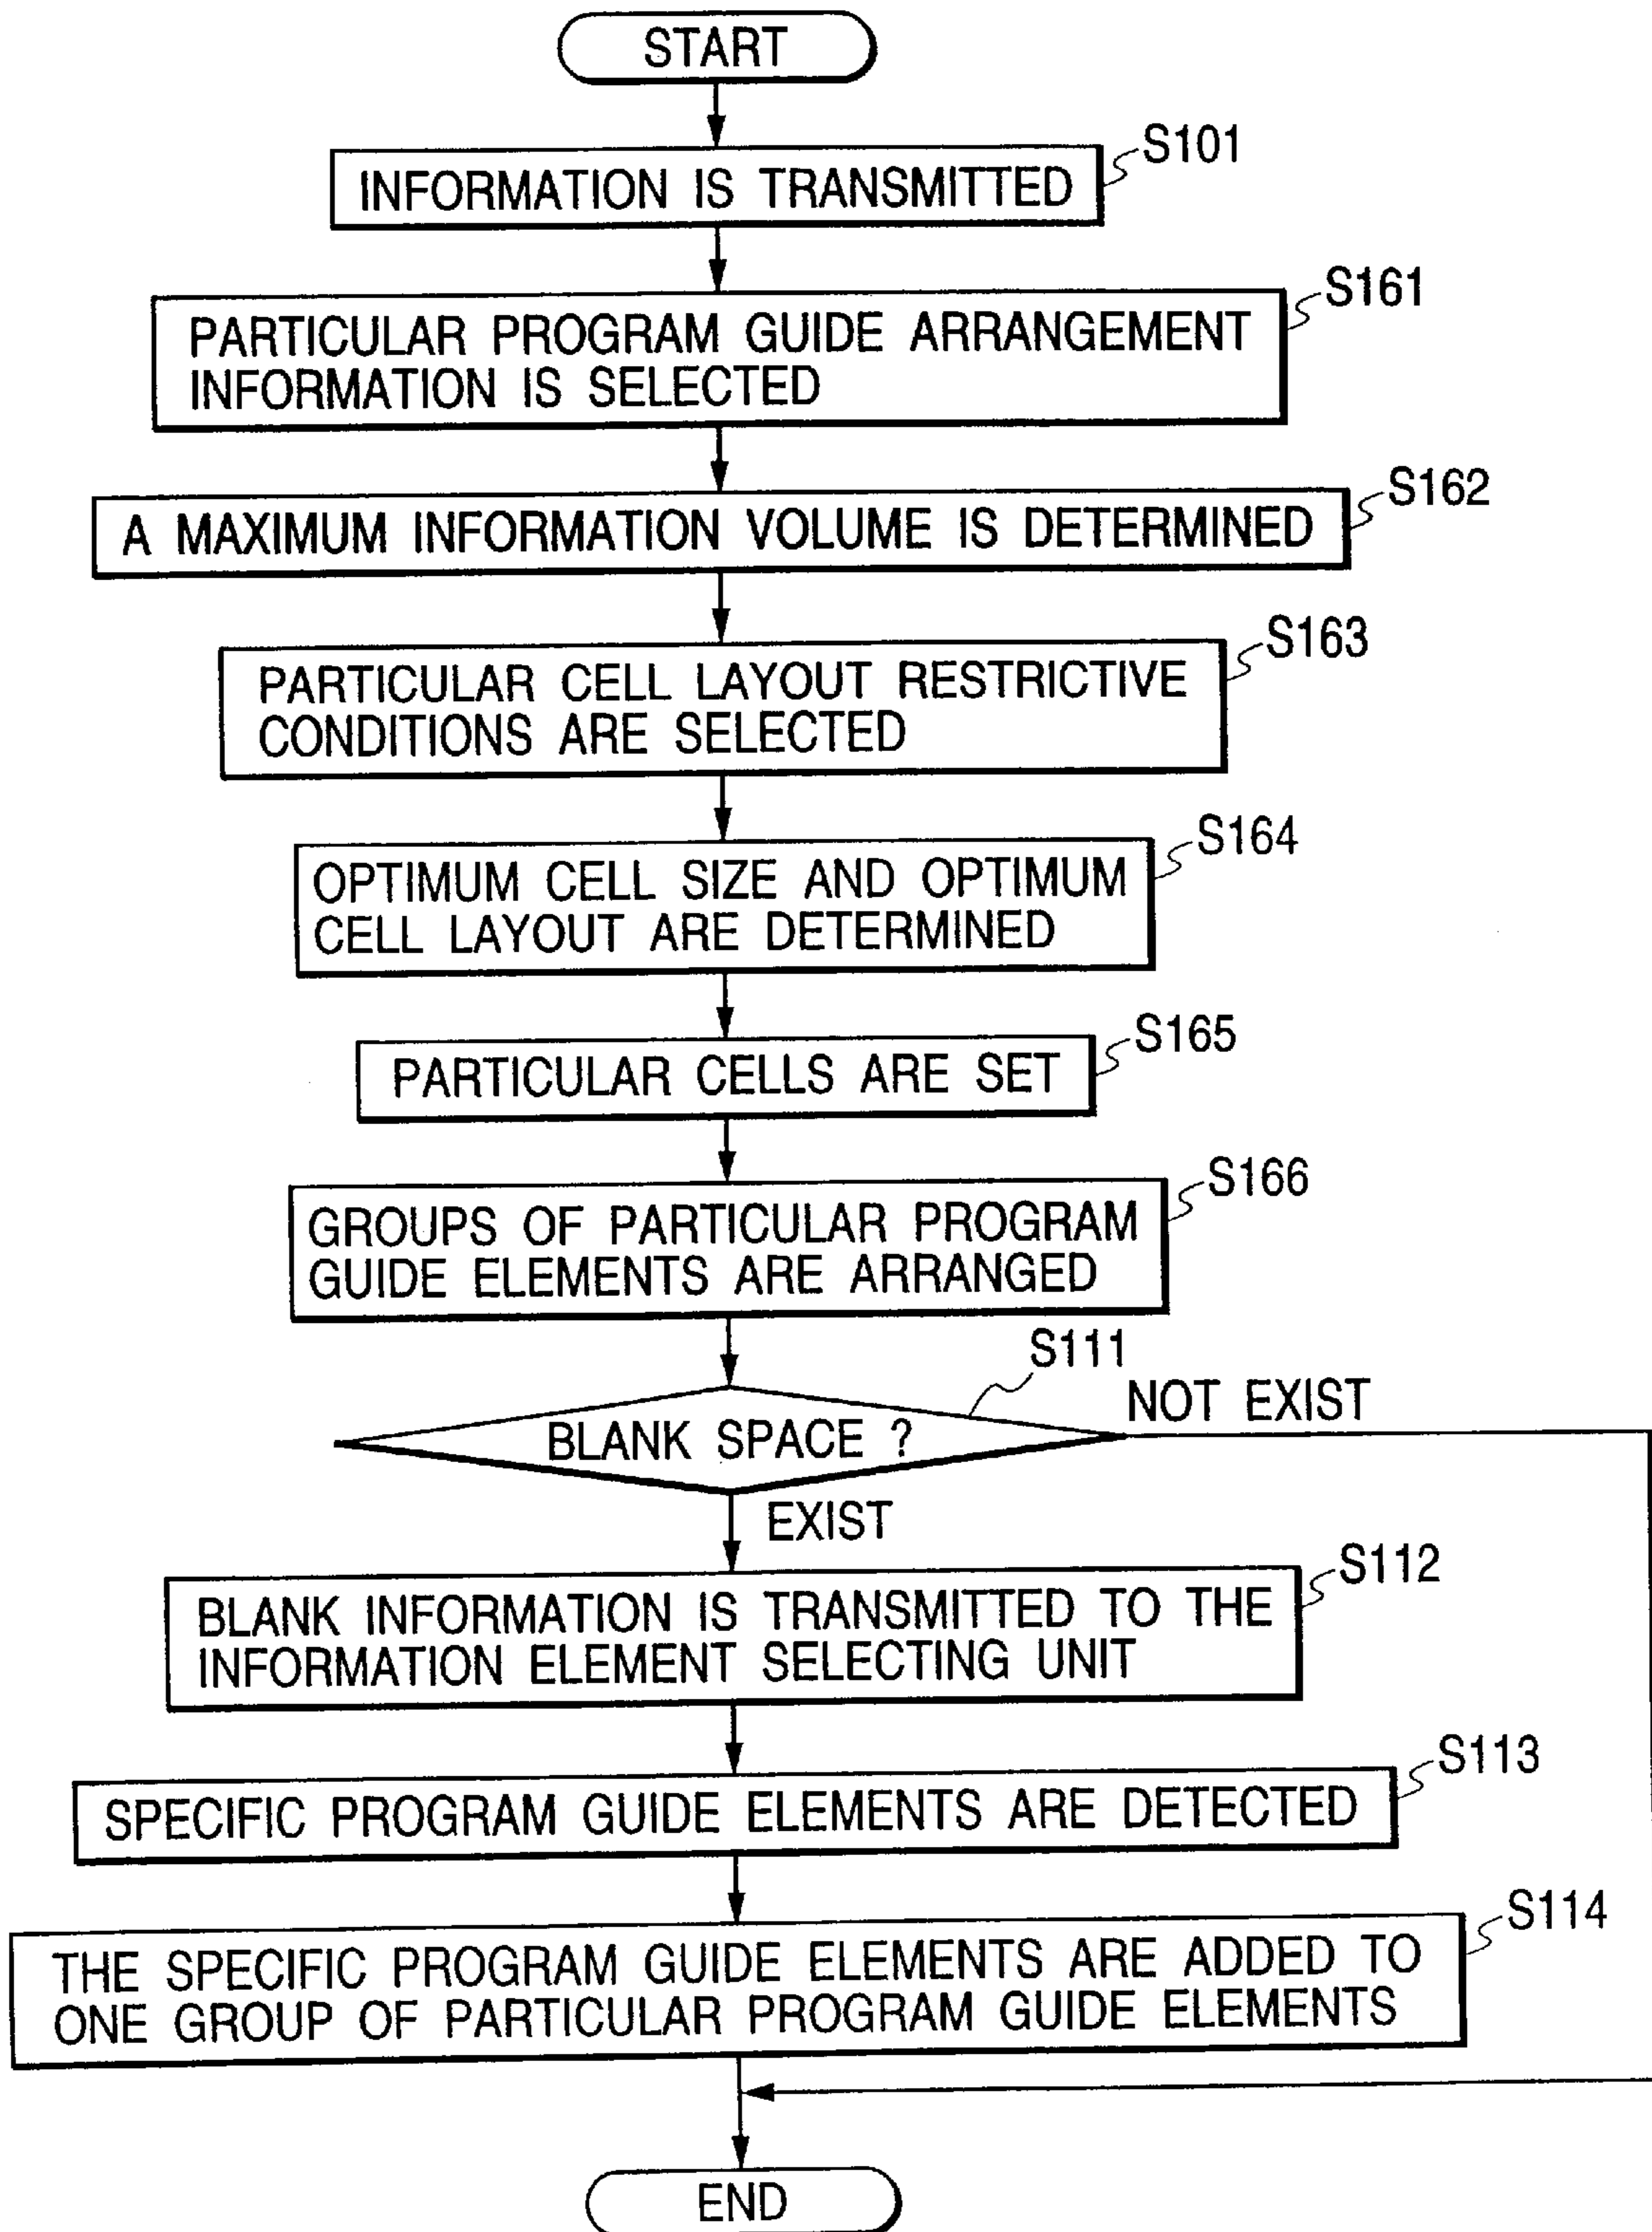 START
S101
INFORMATION IS TRANSMITTED
S161
PARTICULAR PROGRAM GUIDE ARRANGEMENT
INFORMATION IS SELECTED
S162
A MAXIMUM INFORMATION VOLUME IS DETERMINED
S163
PARTICULAR CELL LAYOUT RESTRICTIVE
CONDITIONS ARE SELECTED
S164
OPTIMUM CELL SIZE AND OPTIMUM
CELL LAYOUT ARE DETERMINED
S165
PARTICULAR CELLS ARE SET
S166
GROUPS OF PARTICULAR PROGRAM
GUIDE ELEMENTS ARE ARRANGED
S111
NOT EXIST
BLANK SPACE ?
EXIST
S112
BLANK INFORMATION IS TRANSMITTED TO THE
INFORMATION ELEMENT SELECTING UNIT
S113
SPECIFIC PROGRAM GUIDE ELEMENTS ARE DETECTED
S114
THE SPECIFIC PROGRAM GUIDE ELEMENTS ARE ADDED TO
ONE GROUP OF PARTICULAR PROGRAM GUIDE ELEMENTS
END